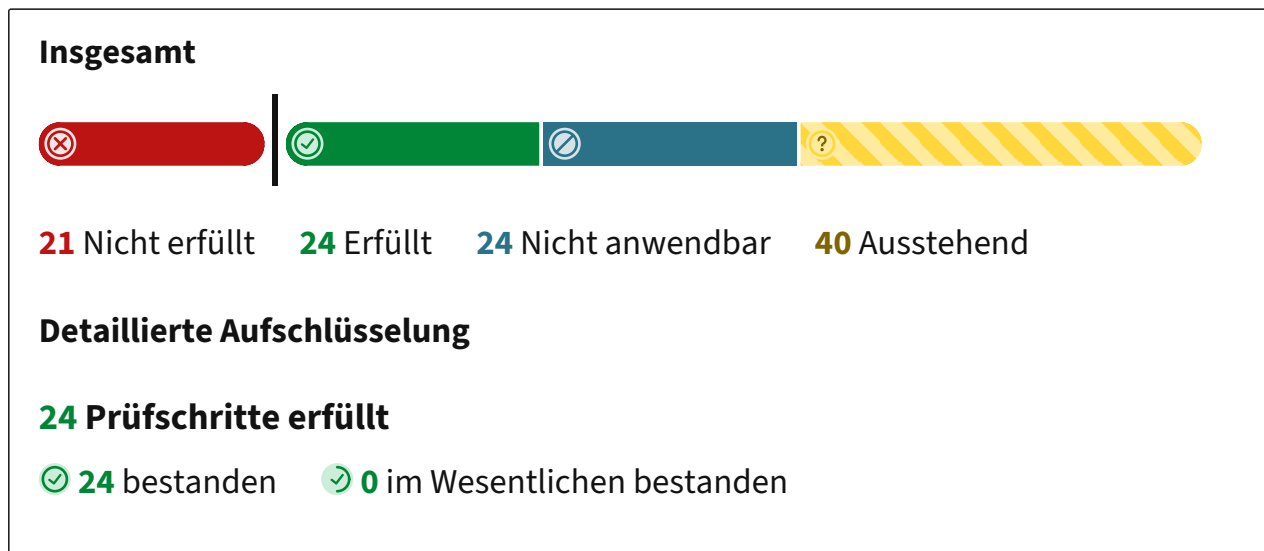 Insgesamt
?
21 Nicht erfüllt 24 Erfüllt 24 Nicht anwendbar 40 Ausstehend
Detaillierte Aufschlüsselung
24 Prüfschritte erfüllt
24 bestanden 0 im Wesentlichen bestanden